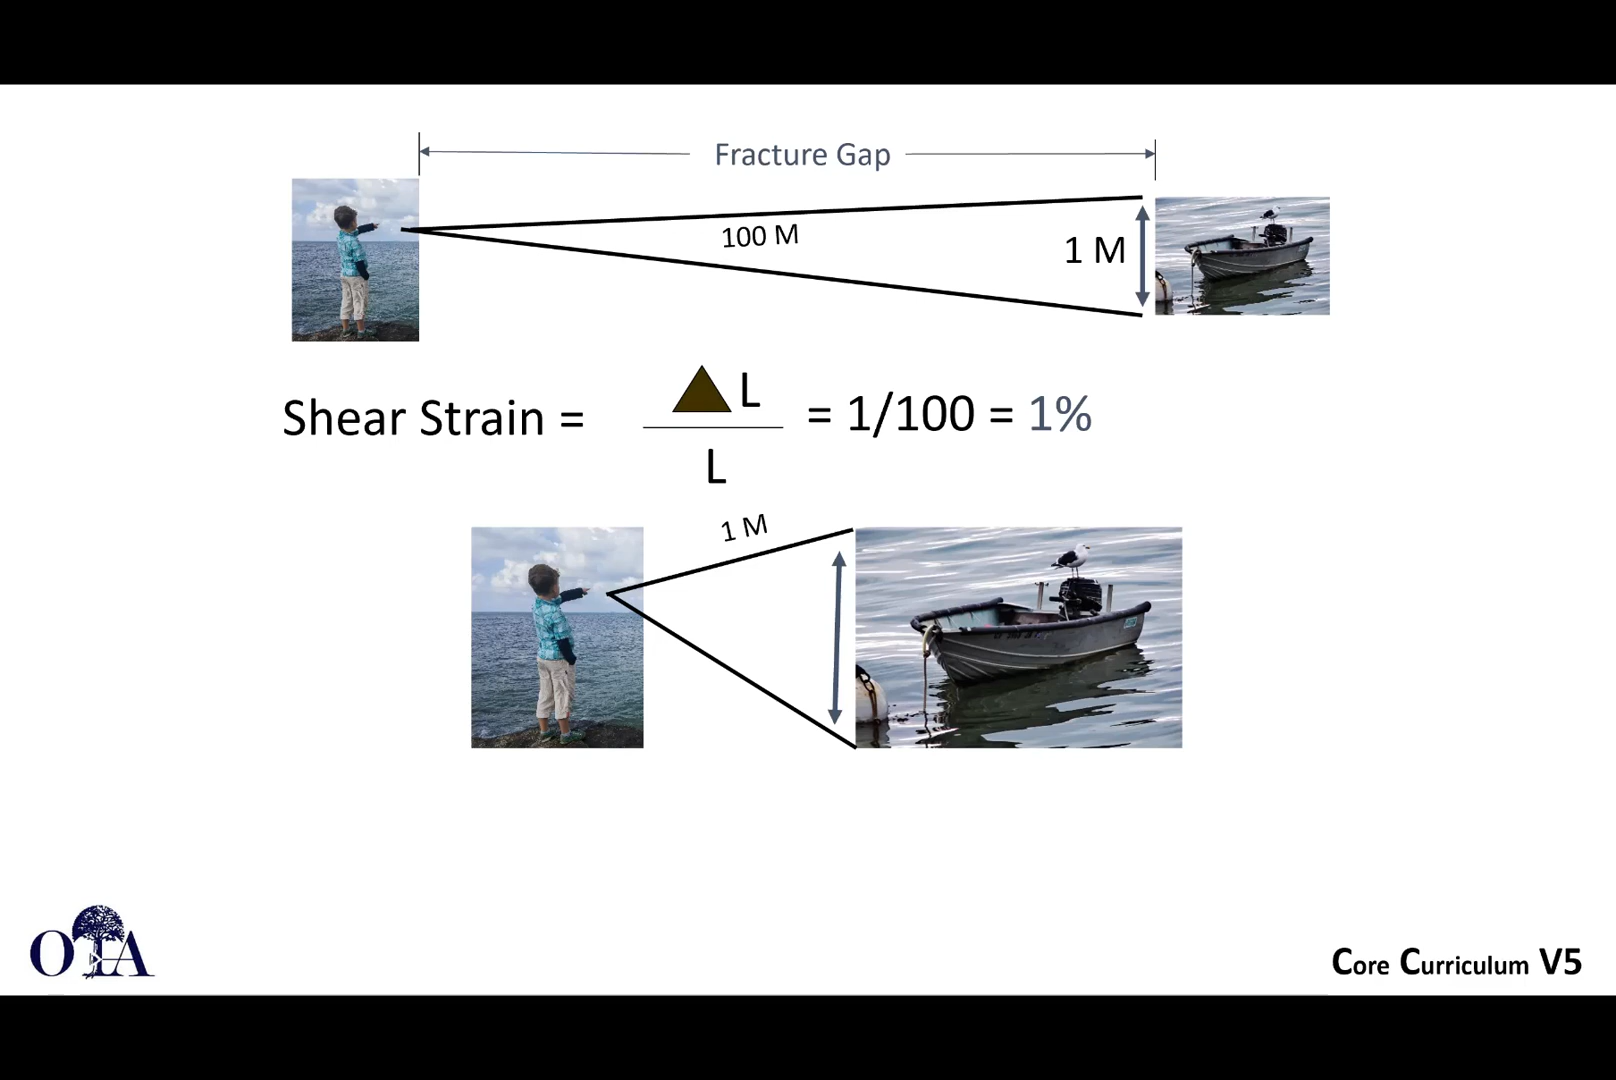 Fracture Gap
100 M
1 M
Shear Strain = ▲ L / L = 1/100 = 1%
1 M
OTA
Core Curriculum V5